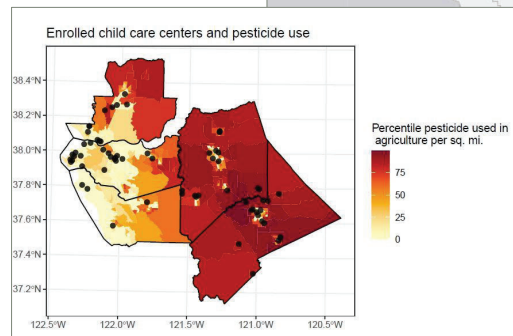 Enrolled child care centers and pesticide use
38.4°N
38.2°N
38.0°N
37.8°N
37.6°N
37.4°N
37.2°N
122.5°W
122.0°W
121.5°W
121.0°W
120.5°W
Percentile pesticide used in
agriculture per sq. mi.
75
50
25
0